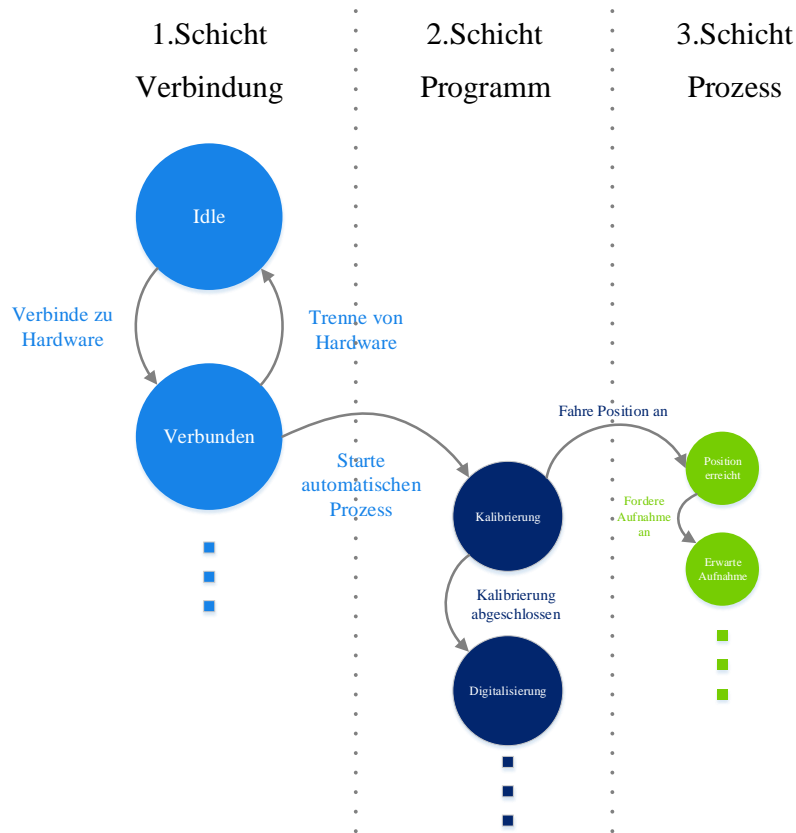 1.Schicht
Verbindung
2.Schicht
Programm
3.Schicht
Prozess
Idle
Verbinde zu
Hardware
Trenne von
Hardware
Verbunden
Starte
automatischen
Prozess
Fahre Position an
Kalibrierung
Kalibrierung
abgeschlossen
Digitalisierung
Position
erreicht
Fordere
Aufnahme
an
Erwarte
Aufnahme